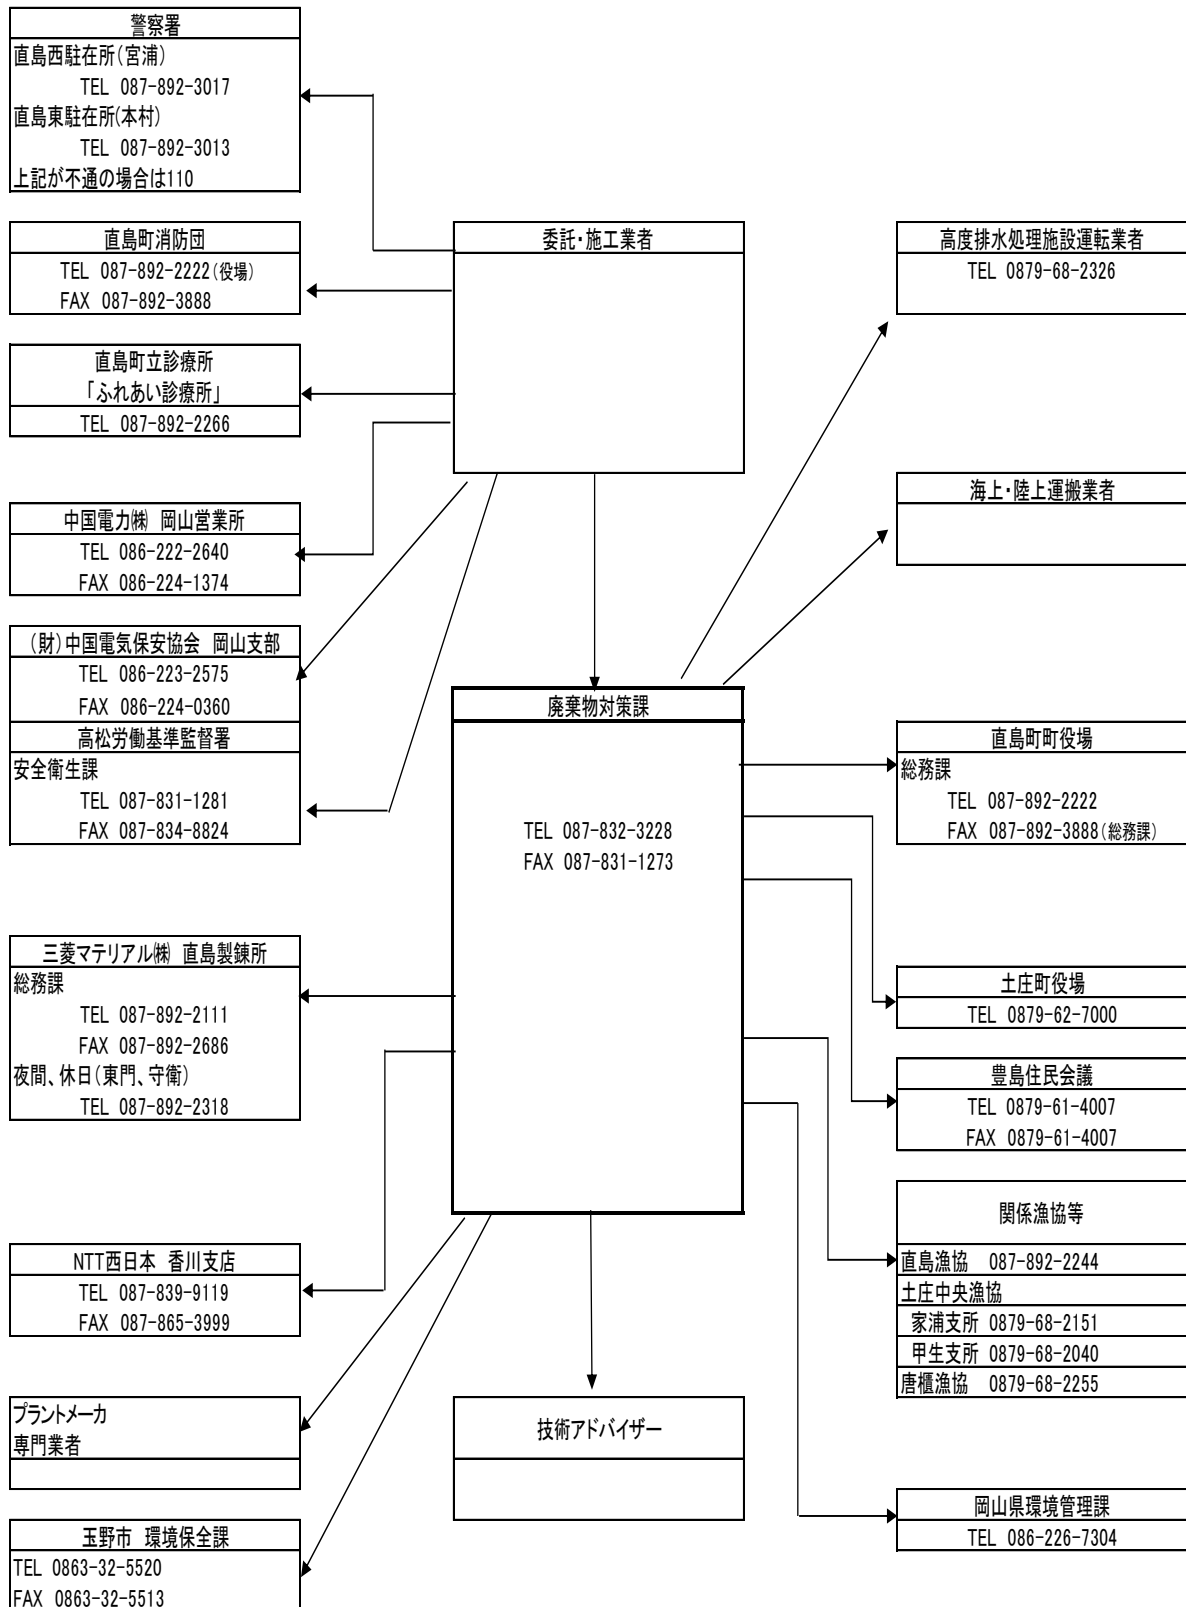 警察署
直島西駐在所(宮浦)
TEL 087-892-3017
直島東駐在所(本村)
TEL 087-892-3013
上記が不通の場合は110
直島町消防団
TEL 087-892-2222(役場)
FAX 087-892-3888
直島町立診療所
「ふれあい診療所」
TEL 087-892-2266
中国電力㈱ 岡山営業所
TEL 086-222-2640
FAX 086-224-1374
(財)中国電気保安協会 岡山支部
TEL 086-223-2575
FAX 086-224-0360
高松労働基準監督署
安全衛生課
TEL 087-831-1281
FAX 087-834-8824
三菱マテリアル㈱ 直島製錬所
総務課
TEL 087-892-2111
FAX 087-892-2686
夜間、休日(東門、守衛)
TEL 087-892-2318
NTT西日本 香川支店
TEL 087-839-9119
FAX 087-865-3999
プラントメーカ
専門業者
玉野市 環境保全課
TEL 0863-32-5520
FAX 0863-32-5513
委託・施工業者
廃棄物対策課
TEL 087-832-3228
FAX 087-831-1273
技術アドバイザー
高度排水処理施設運転業者
TEL 0879-68-2326
海上・陸上運搬業者
直島町町役場
総務課
TEL 087-892-2222
FAX 087-892-3888(総務課)
土庄町役場
TEL 0879-62-7000
豊島住民会議
TEL 0879-61-4007
FAX 0879-61-4007
関係漁協等
直島漁協 087-892-2244
土庄中央漁協
家浦支所 0879-68-2151
甲生支所 0879-68-2040
唐櫃漁協 0879-68-2255
岡山県環境管理課
TEL 086-226-7304